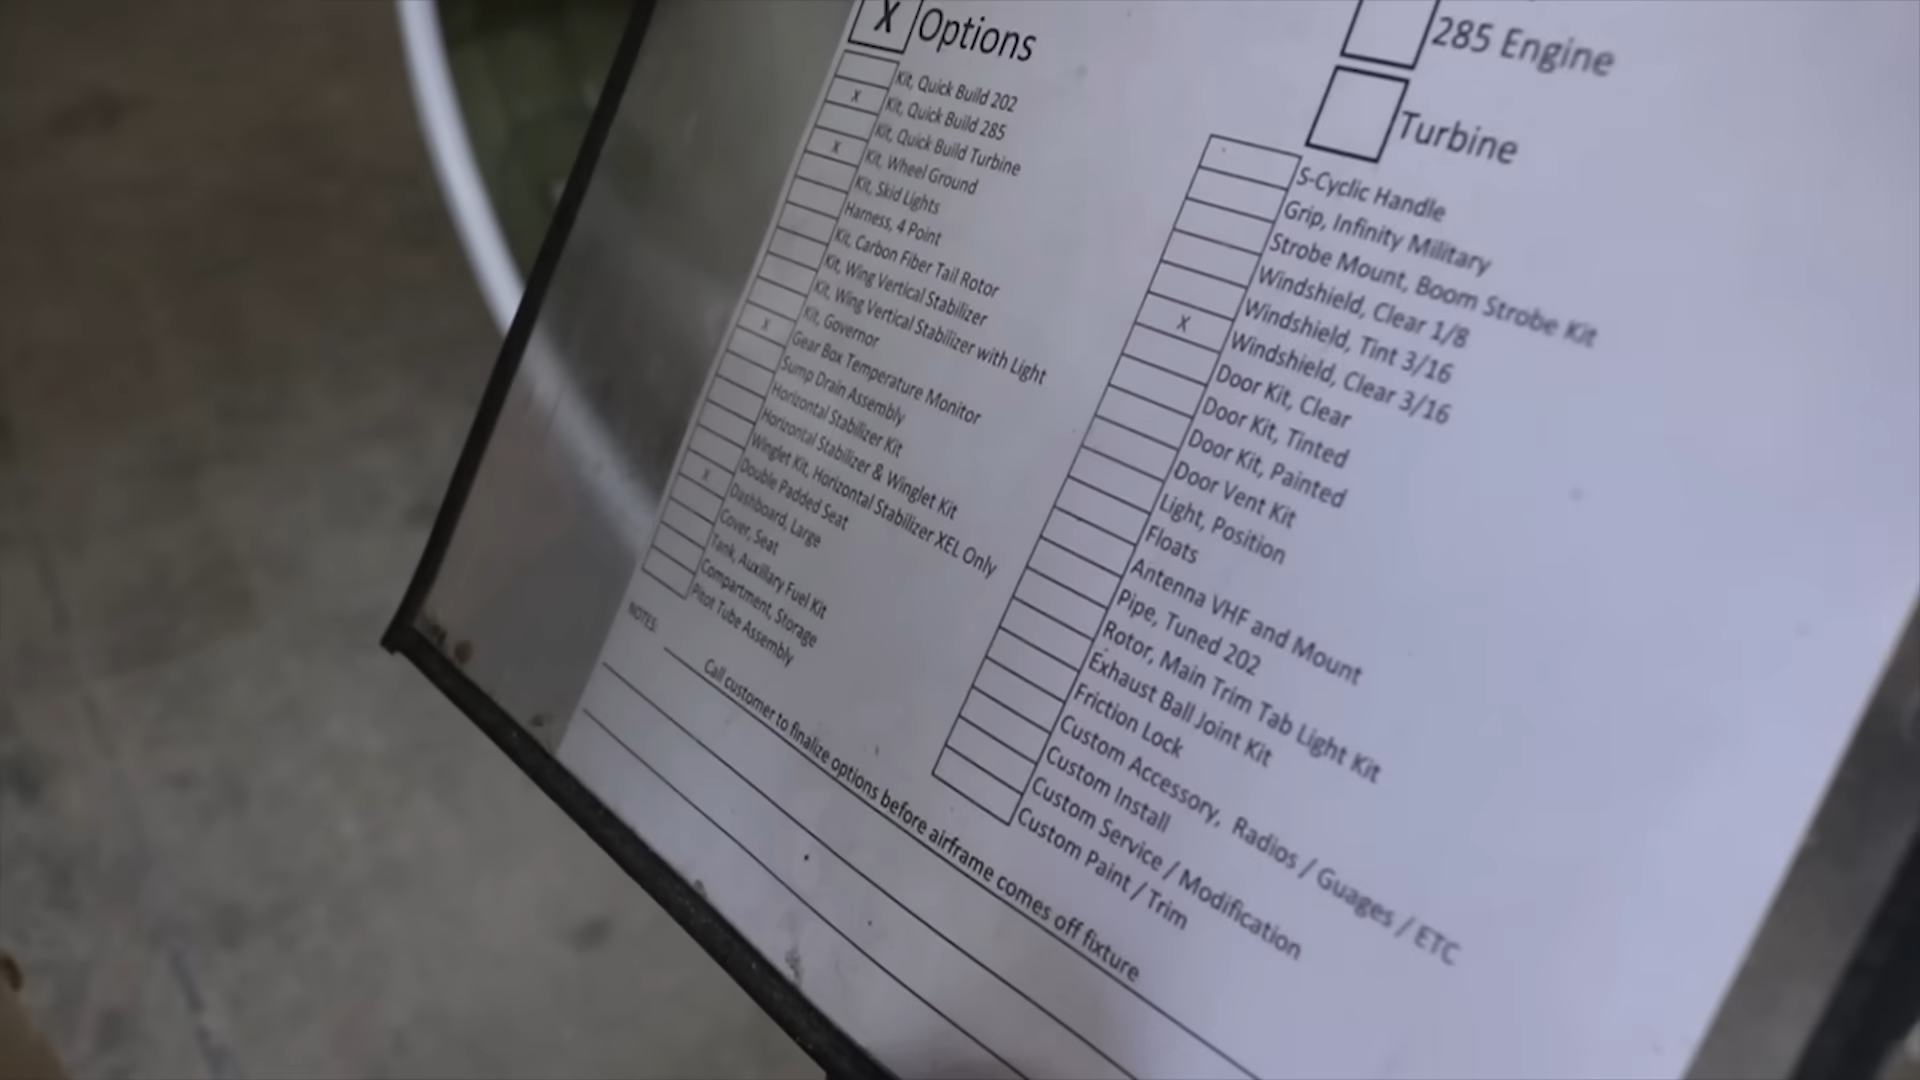 X Options
Kit, Quick Build 202
X Kit, Quick Build 285
Kit, Quick Build Turbine
X Kit, Wheel Ground
Kit, Skid Lights
Harness, 4 Point
Kit, Carbon Fiber Tail Rotor
Kit, Wing Vertical Stabilizer
Kit, Wing Vertical Stabilizer with Light
Kit, Governor
X Gear Box Temperature Monitor
Sump Drain Assembly
Horizontal Stabilizer Kit
Horizontal Stabilizer & Winglet Kit
Winglet Kit, Horizontal Stabilizer XEL Only
Double Padded Seat
X Dashboard, Large
Cover, Seat
Tank, Auxillary Fuel Kit
Compartment, Storage
Pitot Tube Assembly
NOTES:
Call customer to finalize options before airframe comes off fixture
285 Engine
Turbine
S-Cyclic Handle
Grip, Infinity Military
Strobe Mount, Boom Strobe Kit
Windshield, Clear 1/8
Windshield, Tint 3/16
X Windshield, Clear 3/16
Door Kit, Clear
Door Kit, Tinted
Door Kit, Painted
Door Vent Kit
Light, Position
Floats
Antenna VHF and Mount
Pipe, Tuned 202
Rotor, Main Trim Tab Light Kit
Exhaust Ball Joint Kit
Friction Lock
Custom Accessory, Radios / Guages / ETC
Custom Install
Custom Service / Modification
Custom Paint / Trim